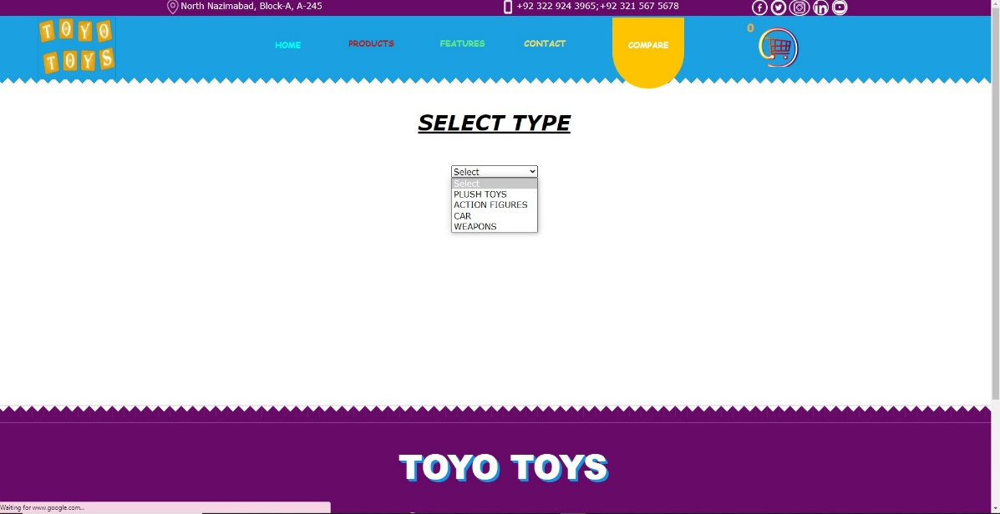 North Nazimabad, Block-A, A-245
+92 322 924 3965;+92 321 567 5678
TOYO
TOYS
HOME
PRODUCTS
FEATURES
CONTACT
COMPARE
0
SELECT TYPE
Select
Select
PLUSH TOYS
ACTION FIGURES
CAR
WEAPONS
TOYO TOYS
Waiting for www.google.com...